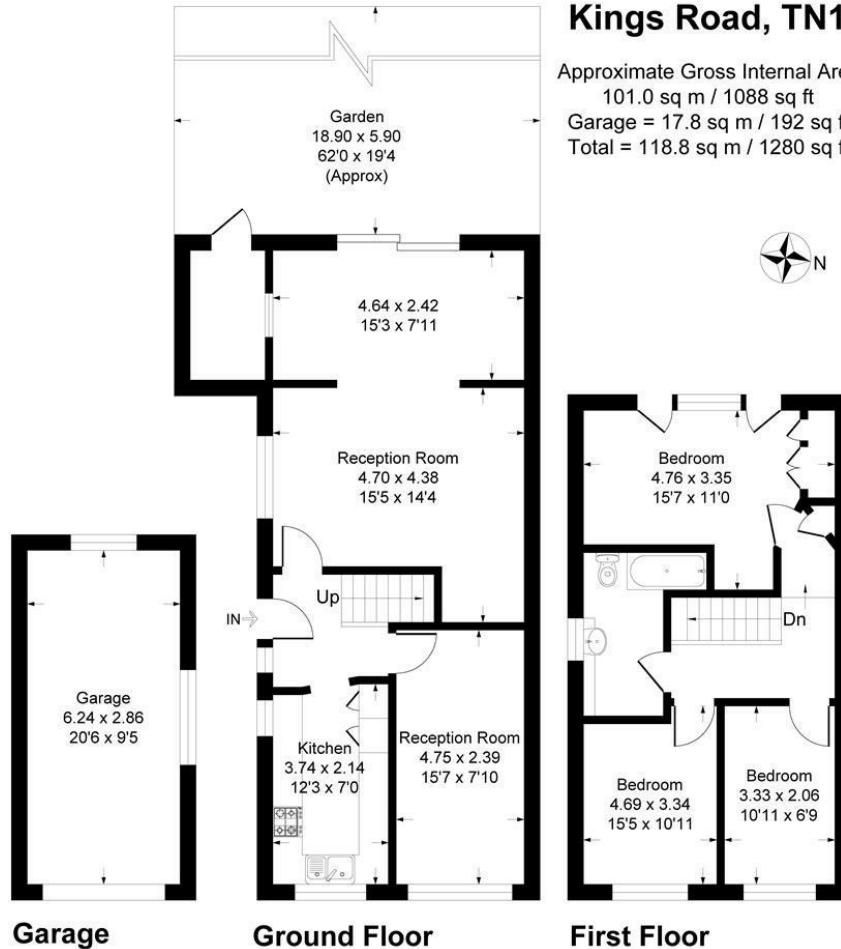 Kings Road, TN1
Approximate Gross Internal Are
101.0 sq m / 1088 sq ft
Garage = 17.8 sq m / 192 sq f
Total = 118.8 sq m / 1280 sq f
N
Garden
18.90 x 5.90
62'0 x 19'4
(Approx)
4.64 x 2.42
15'3 x 7'11
Reception Room
4.70 x 4.38
15'5 x 14'4
Up
IN
Kitchen
3.74 x 2.14
12'3 x 7'0
Reception Room
4.75 x 2.39
15'7 x 7'10
Garage
6.24 x 2.86
20'6 x 9'5
Bedroom
4.76 x 3.35
15'7 x 11'0
Dn
Bedroom
4.69 x 3.34
15'5 x 10'11
Bedroom
3.33 x 2.06
10'11 x 6'9
Garage
Ground Floor
First Floor